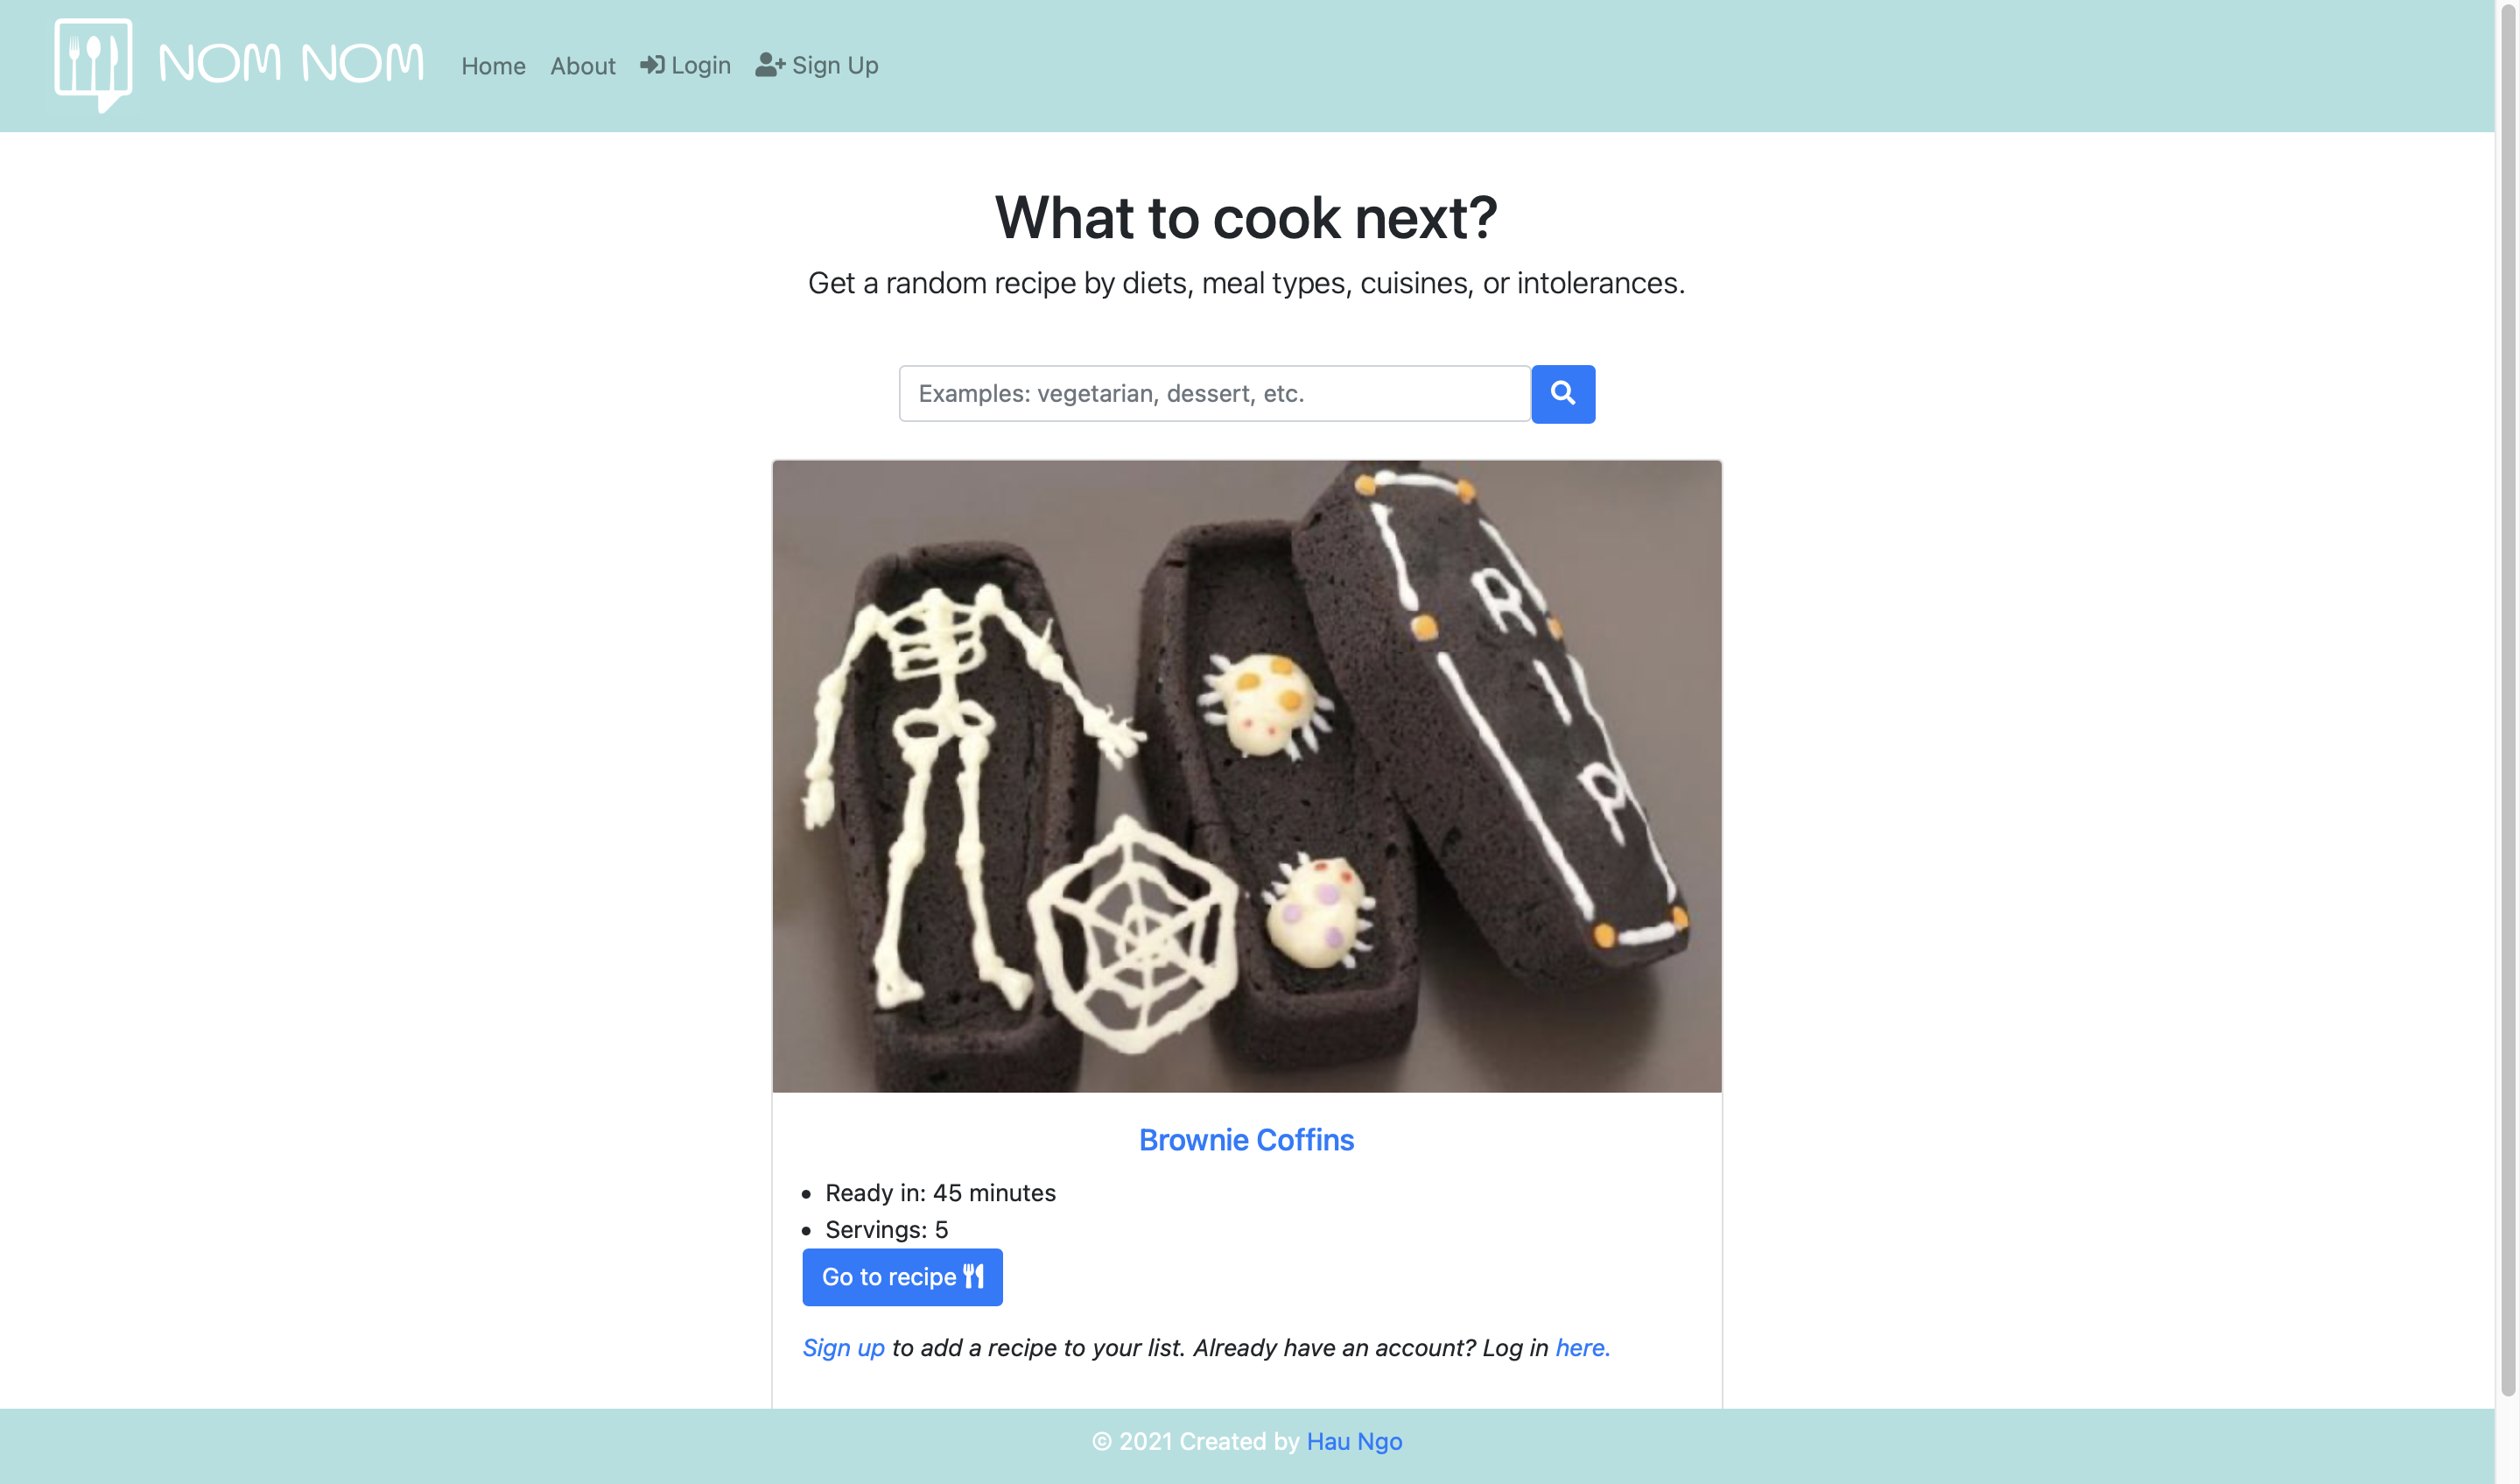 NOM NOM
Home
About
Login
Sign Up
What to cook next?
Get a random recipe by diets, meal types, cuisines, or intolerances.
Examples: vegetarian, dessert, etc.
R
I
P
Brownie Coffins
Ready in: 45 minutes
Servings: 5
Go to recipe
Sign up to add a recipe to your list. Already have an account? Log in here.
© 2021 Created by Hau Ngo